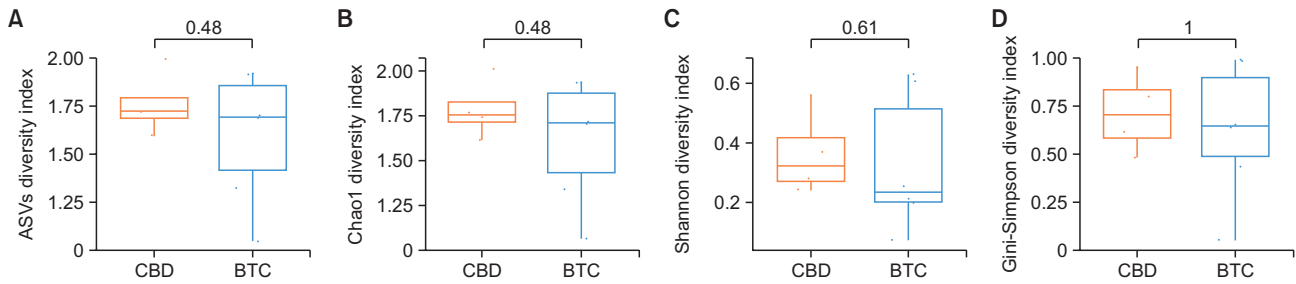 A
0.48
ASVs diversity index
2.00
1.75
1.50
1.25
0
CBD
BTC
B
0.48
Chao1 diversity index
2.00
1.75
1.50
1.25
0
CBD
BTC
C
0.61
Shannon diversity index
0.6
0.4
0.2
CBD
BTC
D
1
Gini-Simpson diversity index
1.00
0.75
0.50
0.25
0
CBD
BTC